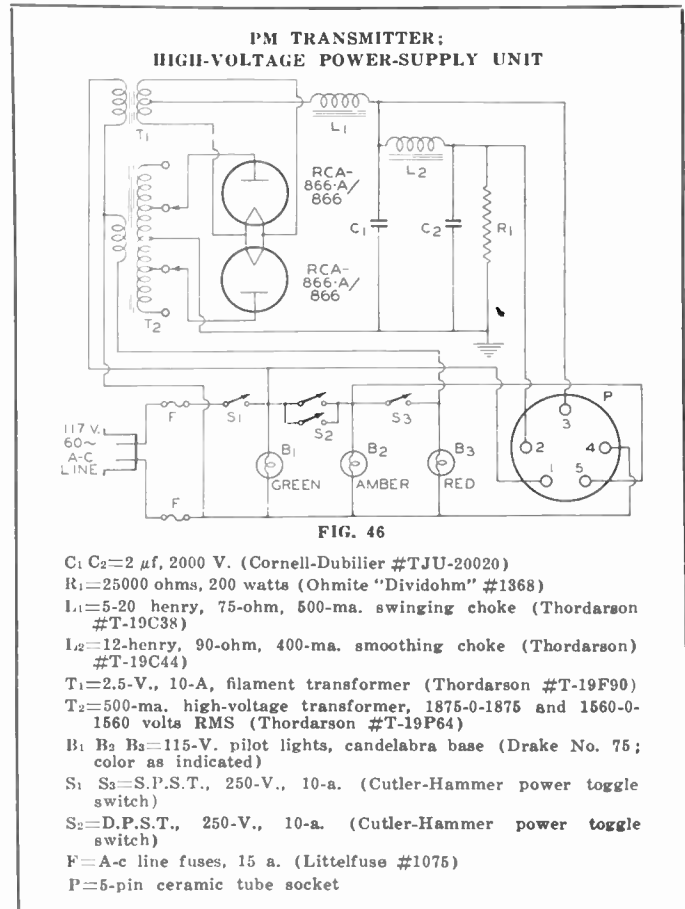 PM TRANSMITTER;
HIGH-VOLTAGE POWER-SUPPLY UNIT
T1
L1
L2
RCA-
866-A/
866
C1
C2
R1
RCA-
866-A/
866
T2
P
F
S1
S2
S3
3
2
4
1
5
117 V.
60~
A-C
LINE
B1
B2
B3
GREEN
AMBER
RED
F
FIG. 46
C1 C2=2 µf, 2000 V. (Cornell-Dubilier #TJU-20020)
R1=25000 ohms, 200 watts (Ohmite "Dividohm" #1368)
L1=5-20 henry, 75-ohm, 500-ma. swinging choke (Thordarson
#T-19C38)
L2=12-henry, 90-ohm, 400-ma. smoothing choke (Thordarson)
#T-19C44)
T1=2.5-V., 10-A, filament transformer (Thordarson #T-19F90)
T2=500-ma. high-voltage transformer, 1875-0-1875 and 1560-0-
1560 volts RMS (Thordarson #T-19P64)
B1 B2 B3=115-V. pilot lights, candelabra base (Drake No. 75;
color as indicated)
S1 S3=S.P.S.T., 250-V., 10-a. (Cutler-Hammer power toggle
switch)
S2=D.P.S.T., 250-V., 10-a. (Cutler-Hammer power toggle
switch)
F=A-c line fuses, 15 a. (Littelfuse #1075)
P=5-pin ceramic tube socket